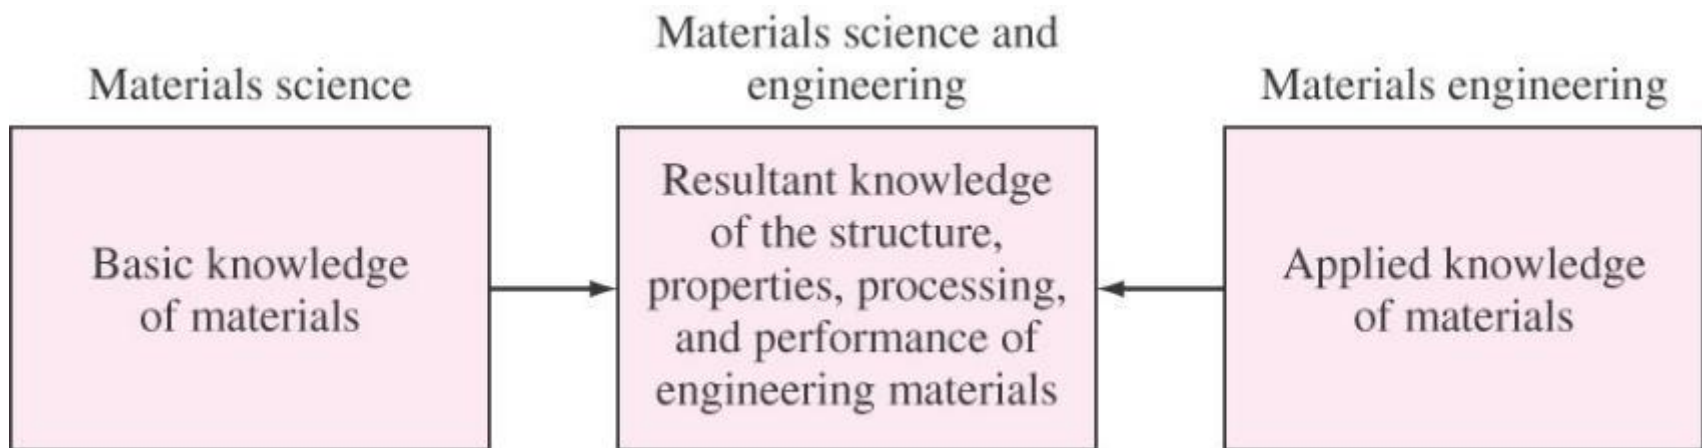 Materials science
Basic knowledge
of materials
Materials science and
engineering
Resultant knowledge
of the structure,
properties, processing,
and performance of
engineering materials
Materials engineering
Applied knowledge
of materials